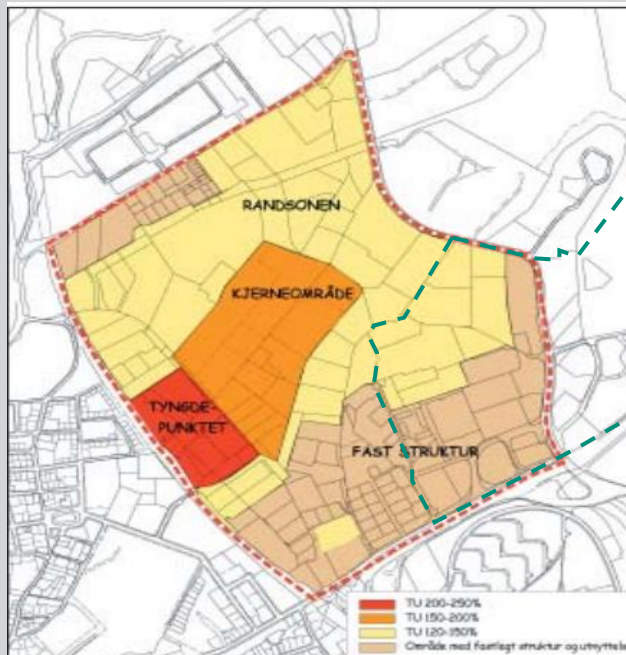 RANDSONEN
KJERNEOMRÅDE
TYNGDE-
PUNKTET
FAST STRUKTUR
TU 200-250%
TU 150-200%
TU 120-150%
Område med fastlagt struktur og utnyttelse